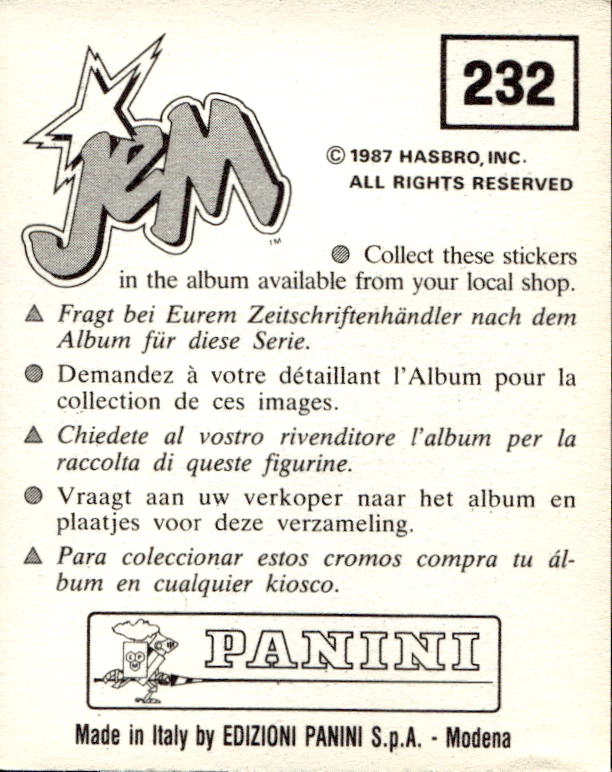 232
Jem
™
© 1987 HASBRO, INC.
ALL RIGHTS RESERVED
Collect these stickers
in the album available from your local shop.
Fragt bei Eurem Zeitschriftenhändler nach dem
Album für diese Serie.
Demandez à votre détaillant l'Album pour la
collection de ces images.
Chiedete al vostro rivenditore l'album per la
raccolta di queste figurine.
Vraagt aan uw verkoper naar het album en
plaatjes voor deze verzameling.
Para coleccionar estos cromos compra tu ál-
bum en cualquier kiosco.
PANINI
Made in Italy by EDIZIONI PANINI S.p.A. - Modena